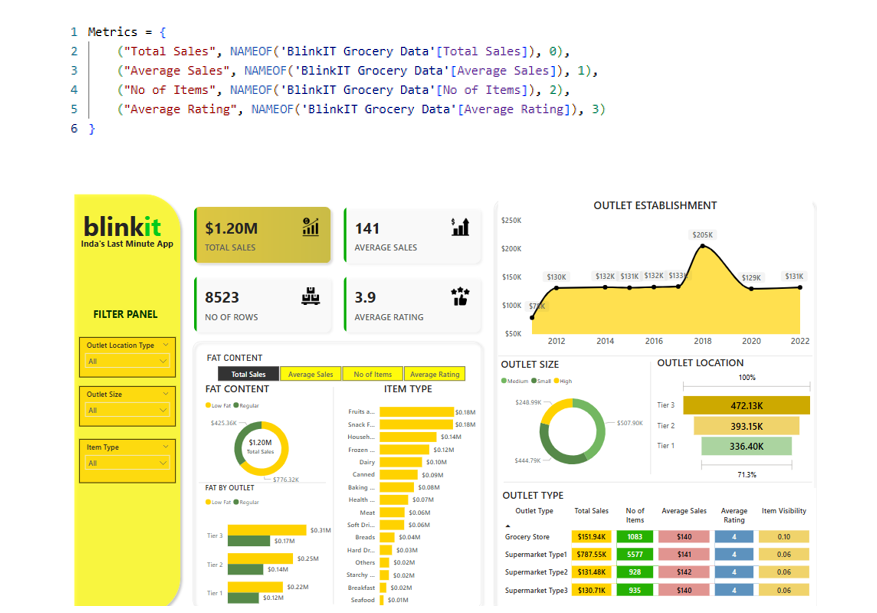 1 Metrics = {
2 ("Total Sales", NAMEOF('BlinkIT Grocery Data'[Total Sales]), 0),
3 ("Average Sales", NAMEOF('BlinkIT Grocery Data'[Average Sales]), 1),
4 ("No of Items", NAMEOF('BlinkIT Grocery Data'[No of Items]), 2),
5 ("Average Rating", NAMEOF('BlinkIT Grocery Data'[Average Rating]), 3)
6 }
blinkit
Inda's Last Minute App
FILTER PANEL
Outlet Location Type
All
Outlet Size
All
Item Type
All
$1.20M
TOTAL SALES
141
AVERAGE SALES
8523
NO OF ROWS
3.9
AVERAGE RATING
FAT CONTENT
Total Sales Average Sales No of Items Average Rating
FAT CONTENT
Low Fat Regular
$425.36K
$1.20M
Total Sales
$776.32K
FAT BY OUTLET
Low Fat Regular
Tier 3 $0.31M
$0.17M
Tier 2 $0.25M
$0.14M
Tier 1 $0.22M
$0.12M
ITEM TYPE
Fruits a... $0.18M
Snack F... $0.18M
Househ... $0.14M
Frozen ... $0.12M
Dairy $0.10M
Canned $0.09M
Baking ... $0.08M
Health ... $0.07M
Meat $0.06M
Soft Dri... $0.06M
Breads $0.04M
Hard Dr... $0.03M
Others $0.02M
Starchy ... $0.02M
Breakfast $0.02M
Seafood $0.01M
OUTLET ESTABLISHMENT
$250K
$200K
$150K
$100K
$50K
$130K $132K $131K $132K $205K $129K $131K
2012 2014 2016 2018 2020 2022
OUTLET SIZE
Medium Small High
$248.99K
$507.90K
$444.79K
OUTLET LOCATION
100%
Tier 3 472.13K
Tier 2 393.15K
Tier 1 336.40K
71.3%
OUTLET TYPE
Outlet Type Total Sales No of Items Average Sales Average Rating Item Visibility
Grocery Store $151.94K 1083 $140 4 0.10
Supermarket Type1 $787.55K 5577 $141 4 0.06
Supermarket Type2 $131.48K 928 $142 4 0.06
Supermarket Type3 $130.71K 935 $140 4 0.06